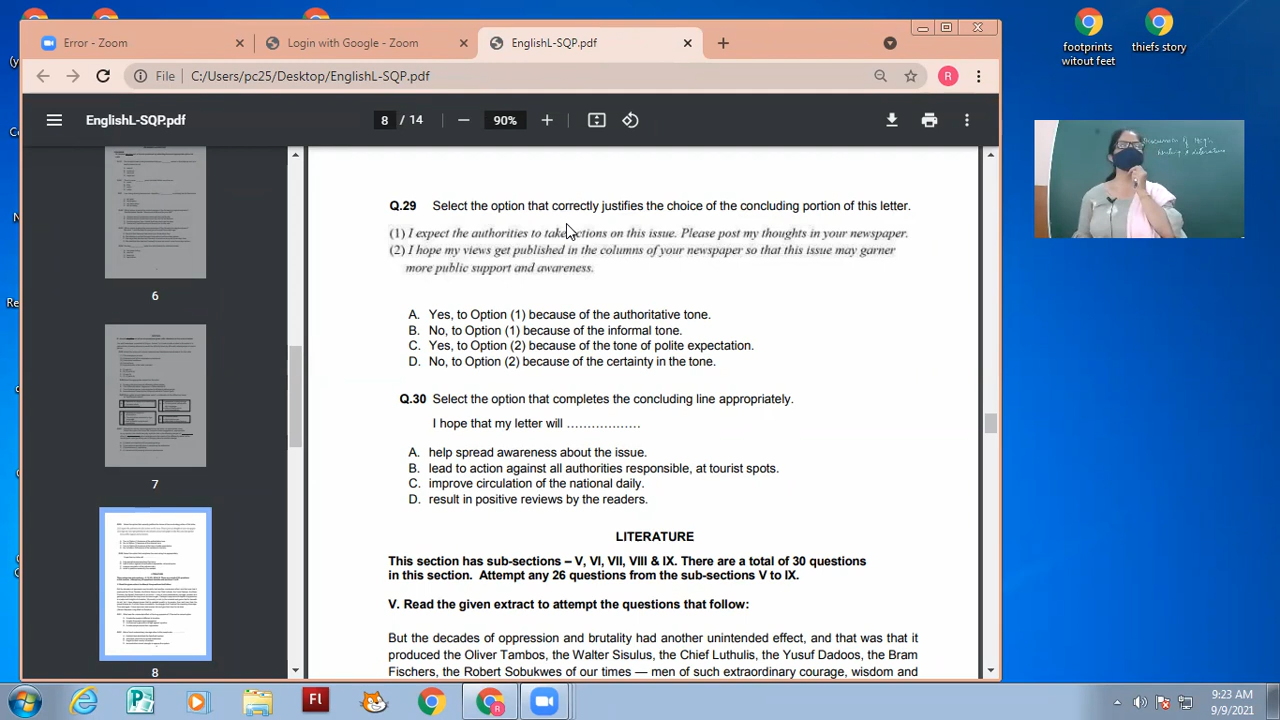 Error - Zoom
Login with Google - Zoom
EnglishL-SQP.pdf
File
C:/Users/pc25/Desktop/EnglishL-SQP.pdf
R
EnglishL-SQP.pdf
8 / 14
90%
6
7
8
Q.29 Select the option that correctly justifies the choice of the concluding portion of this letter.
(1) I expect the authorities to take actions on this issue. Please post my thoughts in your newspaper.
(2) I hope my views get published in the columns of your newspaper so that this issue may garner
more public support and awareness.
A. Yes, to Option (1) because of the authoritative tone.
B. No, to Option (1) because of the informal tone.
C. Yes, to Option (2) because of the tone of polite expectation.
D. No, to Option (2) because of the certainty in the tone.
Q.30 Select the option that completes the concluding line appropriately.
I hope that my letter will ………………
A. help spread awareness about the issue.
B. lead to action against all authorities responsible, at tourist spots.
C. improve circulation of the national daily.
D. result in positive reviews by the readers.
LITERATURE
This section has sub-sections – V, VI, VII, VIII & IX. There are a total of 30 questions
in this section. Attempt any 26 questions from the sub-sections V to IX.
V. Read the given extract to attempt the questions that follow:
But the decades of oppression and brutality had another unintended effect, and that was that it
produced the Oliver Tambos, the Walter Sisulus, the Chief Luthulis, the Yusuf Dadoos, the Bram
Fischers, the Robert Sobukwes of our times — men of such extraordinary courage, wisdom and
footprints
witout feet
thiefs story
Fl
R
9:23 AM
9/9/2021